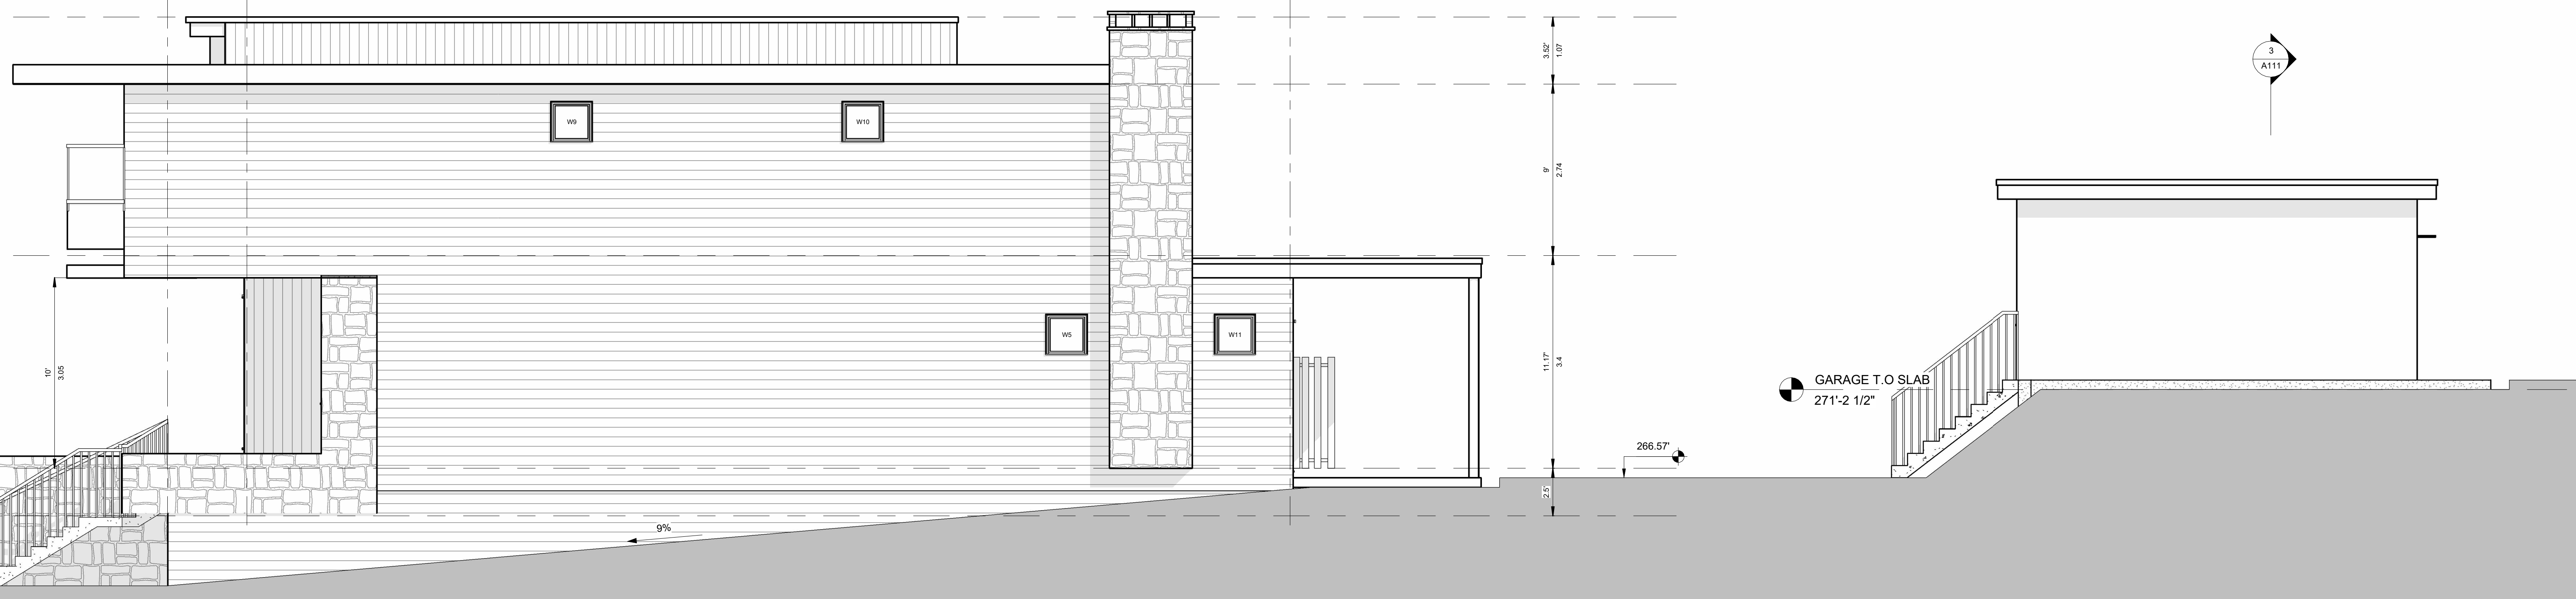 3.52'
1.07
3
A111
W9
W10
9'
2.74
W5
W11
10'
3.05
11.17'
3.4
GARAGE T.O SLAB
271'-2 1/2"
266.57'
2.5'
9%